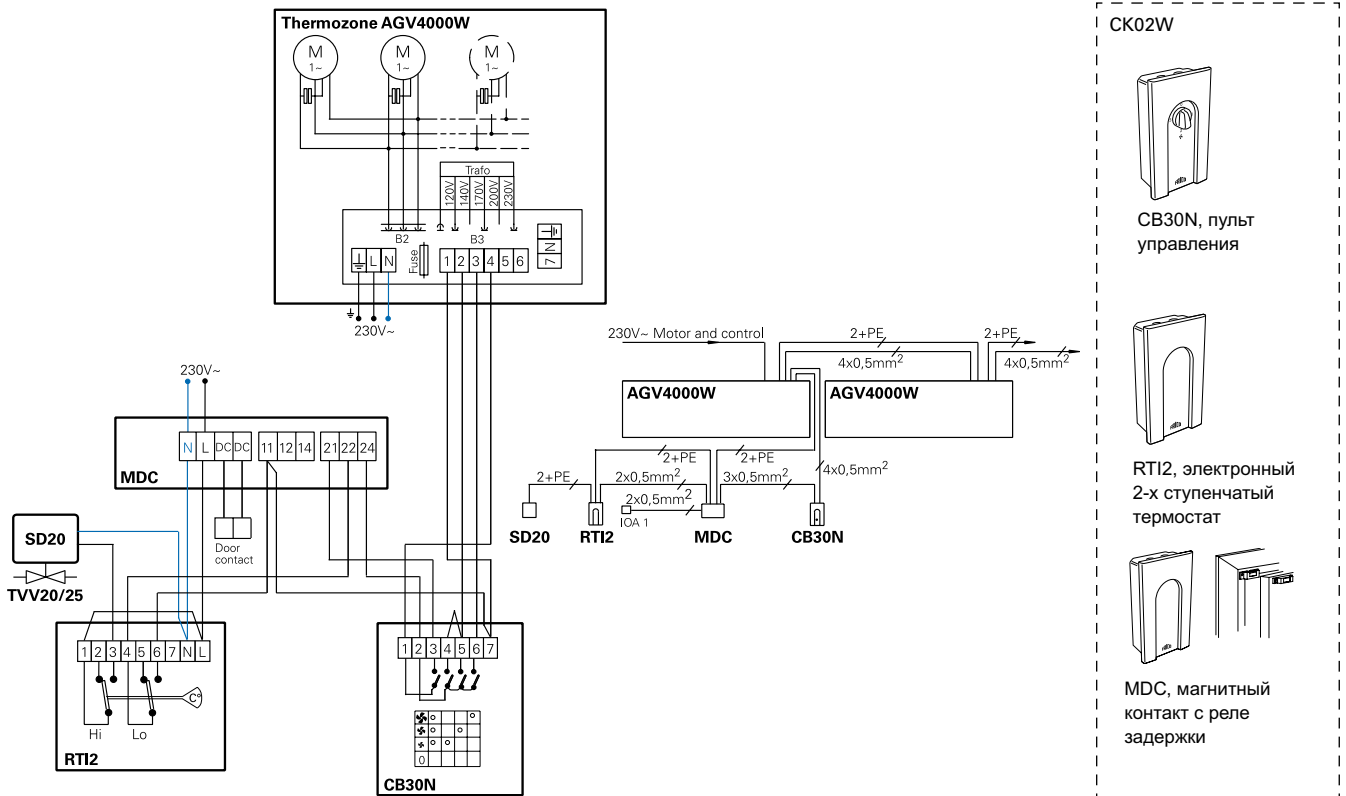 Thermozone AGV4000W
M
1~
M
1~
M
1~
Trafo
120V
140V
170V
200V
230V
B2
B3
L N
Fuse
1 2 3 4 5 6
7 N
230V~
230V~
N L DC DC 11 12 14 21 22 24
MDC
Door
contact
SD20
TVV20/25
1 2 3 4 5 6 7 N L
C°
Hi Lo
RTI2
1 2 3 4 5 6 7
0
CB30N
230V~ Motor and control
2+PE
2+PE
4x0,5mm²
4x0,5mm²
AGV4000W
AGV4000W
2+PE
2+PE
4x0,5mm²
2+PE
2x0,5mm²
3x0,5mm²
2x0,5mm²
IOA 1
SD20
RTI2
MDC
CB30N
CK02W
CB30N, пульт
управления
RTI2, электронный
2-х ступенчатый
термостат
MDC, магнитный
контакт с реле
задержки